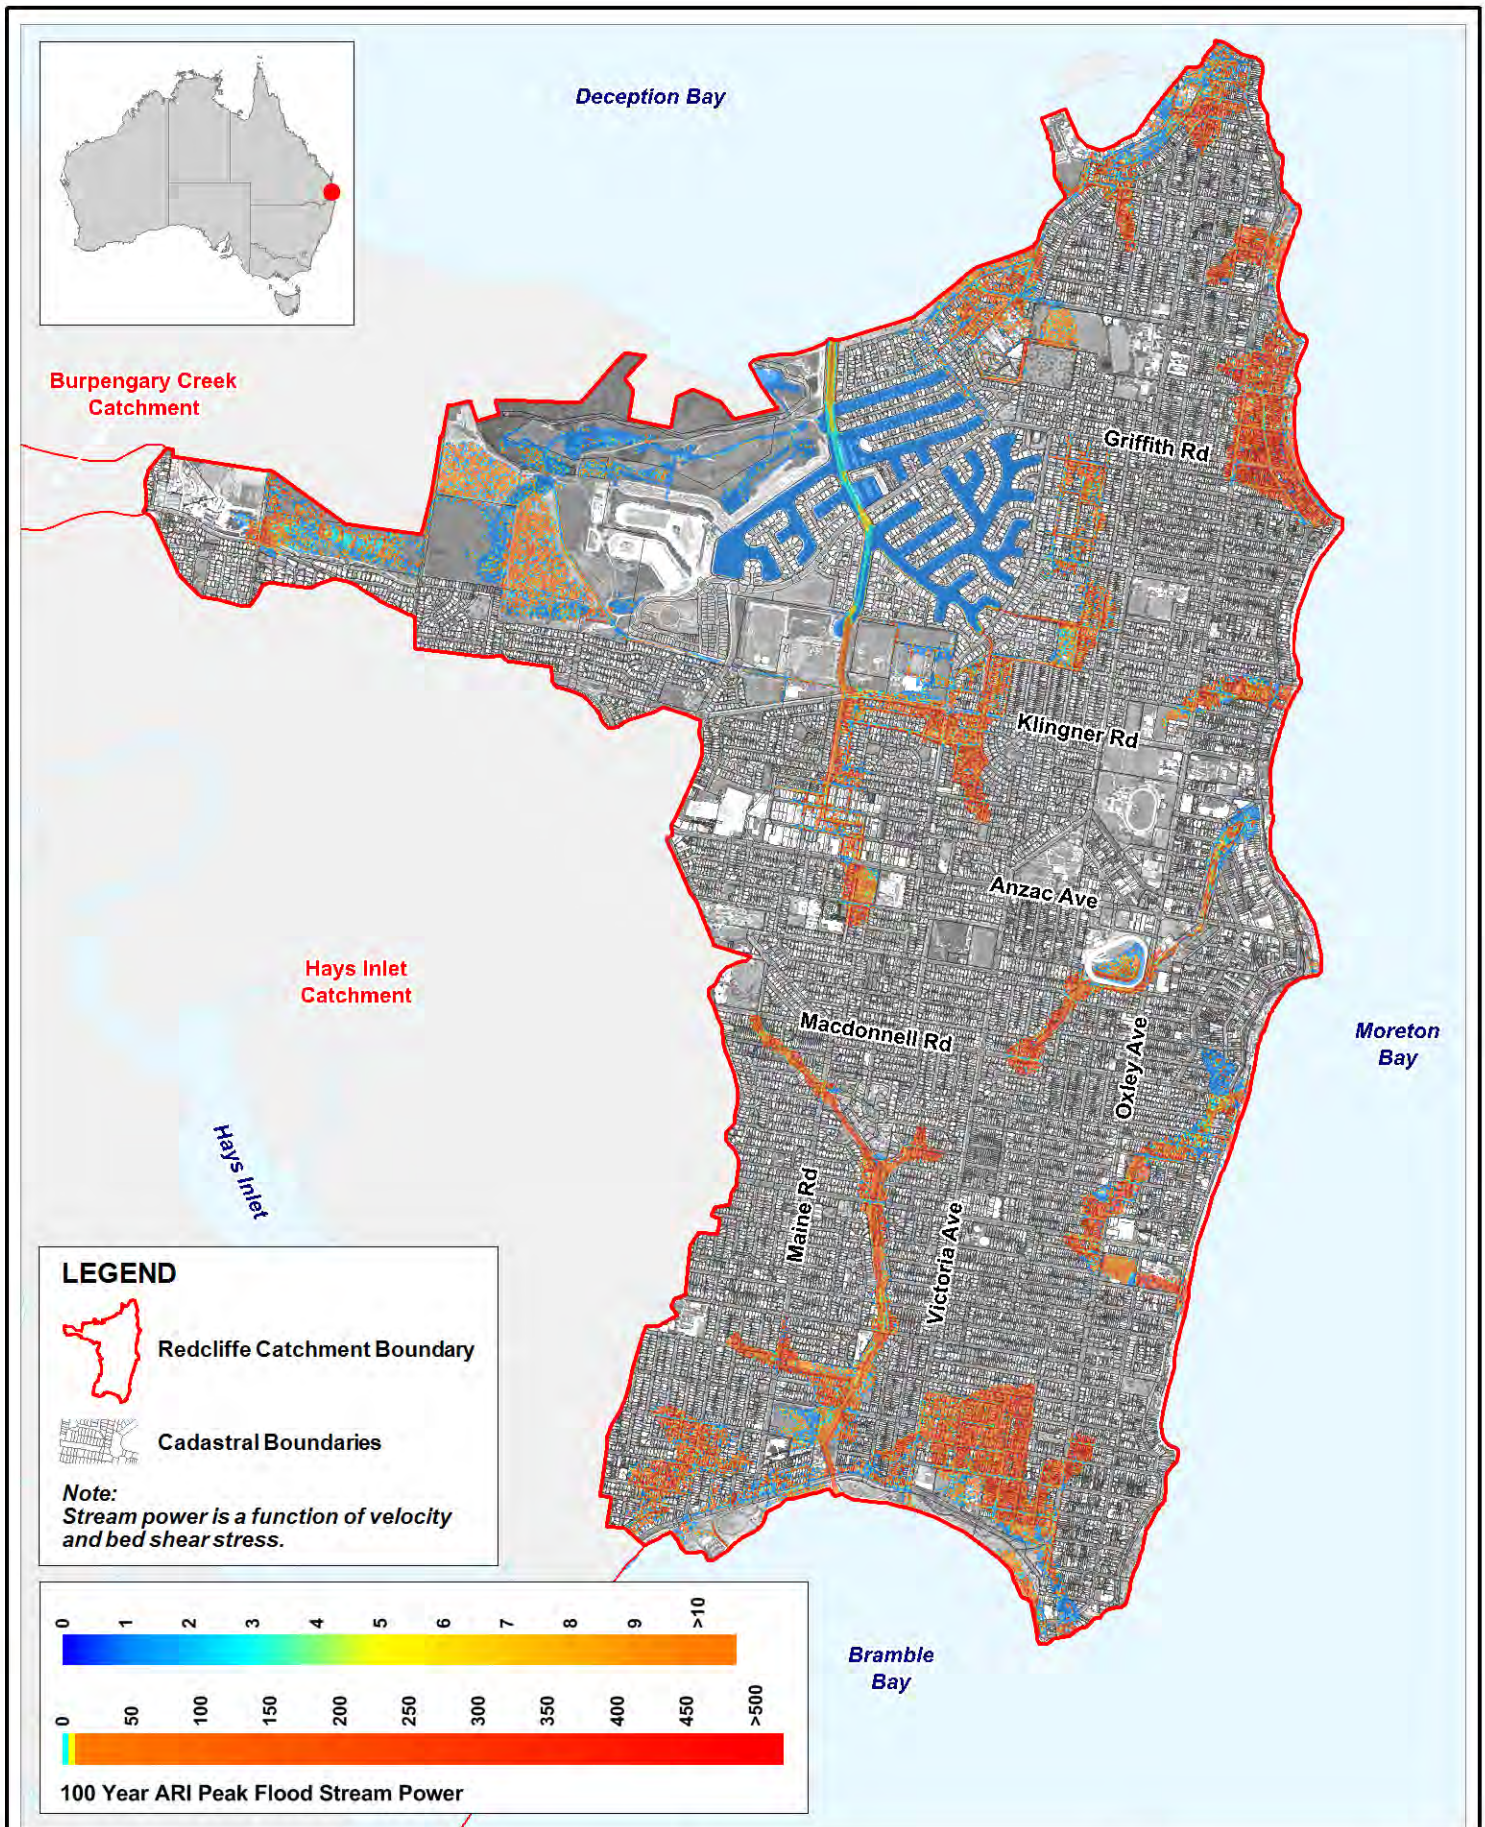 Deception Bay
Burpengary Creek
Catchment
Griffith Rd
Klingner Rd
Anzac Ave
Hays Inlet
Catchment
Macdonnell Rd
Oxley Ave
Moreton
Bay
Hays Inlet
Maine Rd
Victoria Ave
LEGEND
Redcliffe Catchment Boundary
Cadastral Boundaries
Note:
Stream power is a function of velocity
and bed shear stress.
0 1 2 3 4 5 6 7 8 9 >10
Bramble
Bay
0 50 100 150 200 250 300 350 400 450 >500
100 Year ARI Peak Flood Stream Power